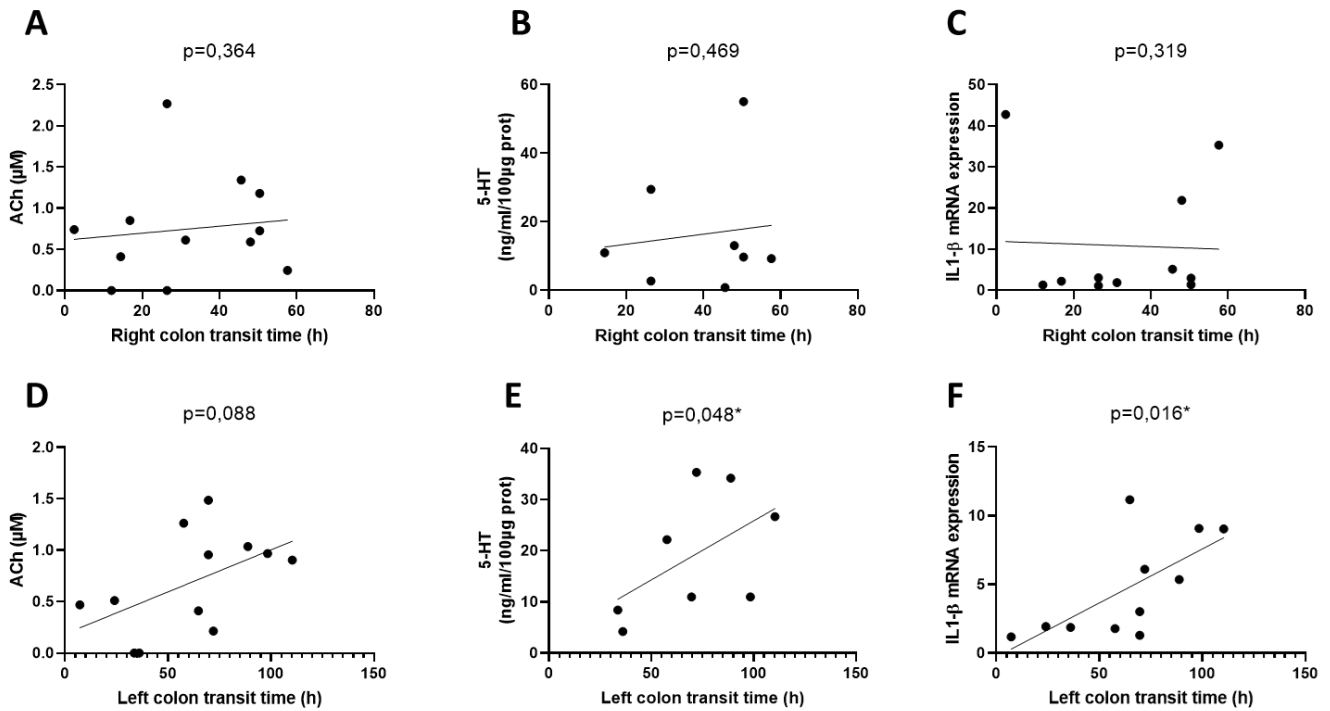 A
p=0,364
2.5
2.0
1.5
1.0
0.5
0.0
ACh (µM)
0 20 40 60 80
Right colon transit time (h)
B
p=0,469
60
40
20
0
5-HT
(ng/ml/100µg prot)
0 20 40 60 80
Right colon transit time (h)
C
p=0,319
50
40
30
20
10
0
IL1-β mRNA expression
0 20 40 60 80
Right colon transit time (h)
D
p=0,088
2.0
1.5
1.0
0.5
0.0
ACh (µM)
0 50 100 150
Left colon transit time (h)
E
p=0,048*
40
30
20
10
0
5-HT
(ng/ml/100µg prot)
0 50 100 150
Left colon transit time (h)
F
p=0,016*
15
10
5
0
IL1-β mRNA expression
0 50 100 150
Left colon transit time (h)